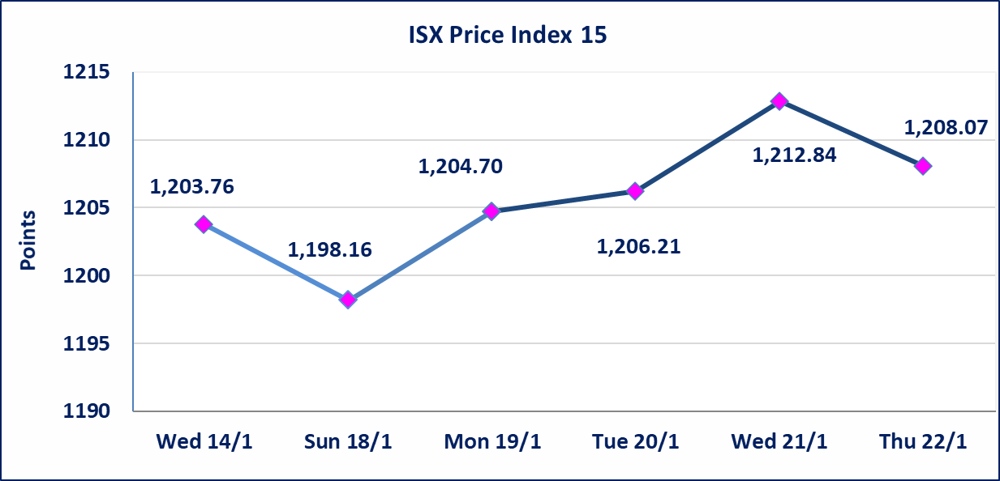 ISX Price Index 15
Points
1215
1210
1205
1200
1195
1190
1,203.76
1,198.16
1,204.70
1,206.21
1,212.84
1,208.07
Wed 14/1
Sun 18/1
Mon 19/1
Tue 20/1
Wed 21/1
Thu 22/1